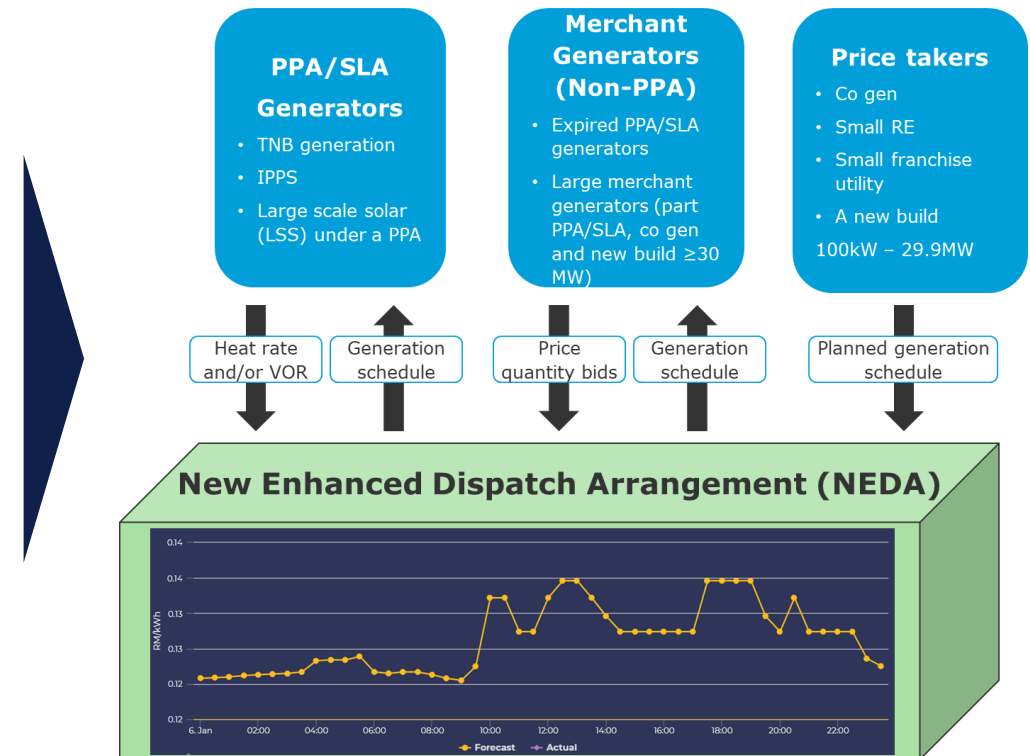 PPA/SLA
Generators
• TNB generation
• IPPS
• Large scale solar
(LSS) under a PPA
Merchant
Generators
(Non-PPA)
• Expired PPA/SLA
generators
• Large merchant
generators (part
PPA/SLA, co gen
and new build ≥30
MW)
Price takers
• Co gen
• Small RE
• Small franchise
utility
• A new build
100kW – 29.9MW
Heat rate
and/or VOR
Generation
schedule
Price
quantity bids
Generation
schedule
Planned generation
schedule
New Enhanced Dispatch Arrangement (NEDA)
RM/kWh
0.14
0.14
0.13
0.13
0.12
0.12
6. Jan 02:00 04:00 06:00 08:00 10:00 12:00 14:00 16:00 18:00 20:00 22:00
Forecast Actual